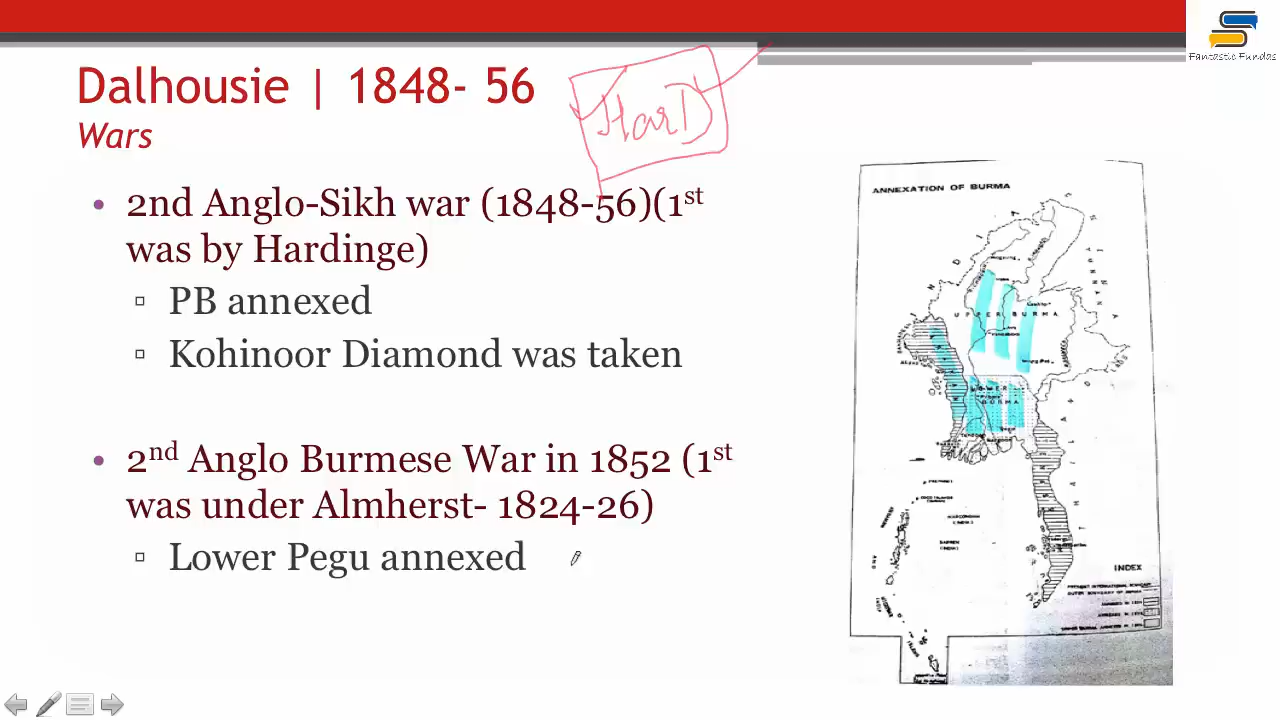 Fantastic Fundas
Dalhousie | 1848- 56
HarD
Wars
2nd Anglo-Sikh war (1848-56)(1st
was by Hardinge)
PB annexed
Kohinoor Diamond was taken
2nd Anglo Burmese War in 1852 (1st
was under Almherst- 1824-26)
Lower Pegu annexed
ANNEXATION OF BURMA
UPPER BURMA
LOWER
BURMA
THAILAND
INDEX